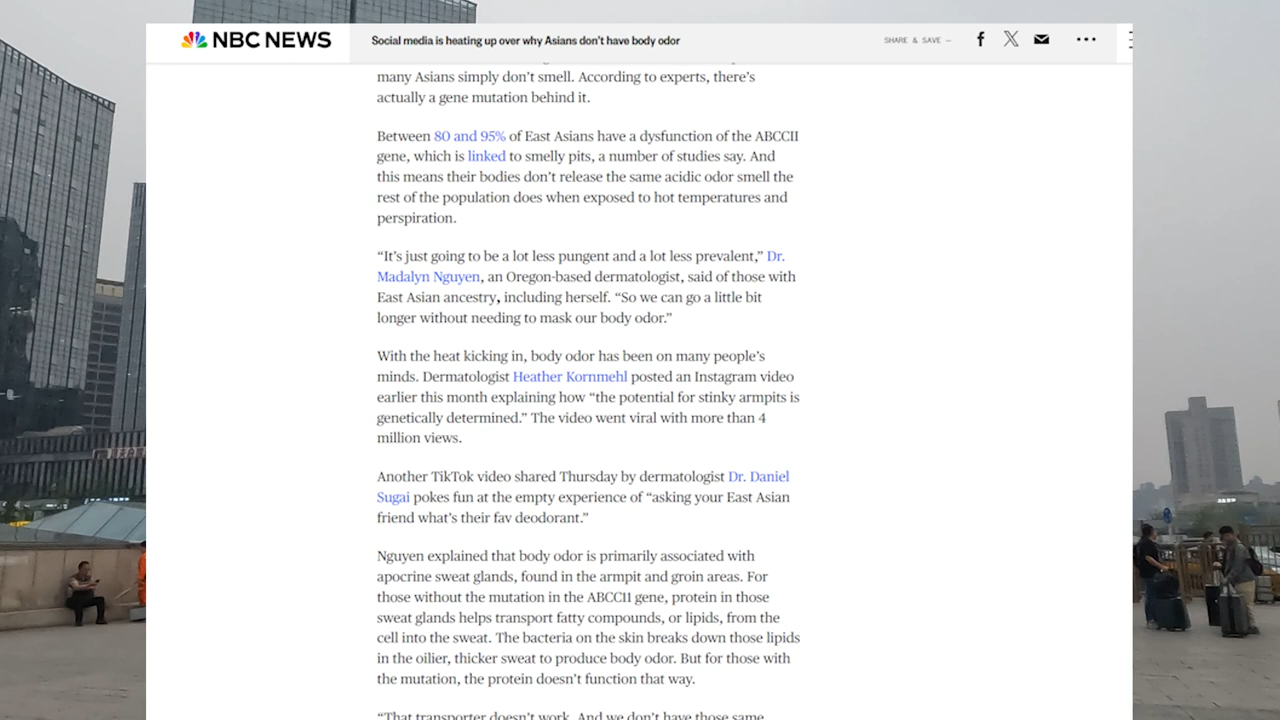 NBC NEWS
Social media is heating up over why Asians don't have body odor
SHARE & SAVE —
many Asians simply don't smell. According to experts, there's
actually a gene mutation behind it.
Between 80 and 95% of East Asians have a dysfunction of the ABCC11
gene, which is linked to smelly pits, a number of studies say. And
this means their bodies don't release the same acidic odor smell the
rest of the population does when exposed to hot temperatures and
perspiration.
“It's just going to be a lot less pungent and a lot less prevalent,” Dr.
Madalyn Nguyen, an Oregon-based dermatologist, said of those with
East Asian ancestry, including herself. “So we can go a little bit
longer without needing to mask our body odor.”
With the heat kicking in, body odor has been on many people's
minds. Dermatologist Heather Kornmehl posted an Instagram video
earlier this month explaining how “the potential for stinky armpits is
genetically determined.” The video went viral with more than 4
million views.
Another TikTok video shared Thursday by dermatologist Dr. Daniel
Sugai pokes fun at the empty experience of “asking your East Asian
friend what's their fav deodorant.”
Nguyen explained that body odor is primarily associated with
apocrine sweat glands, found in the armpit and groin areas. For
those without the mutation in the ABCC11 gene, protein in those
sweat glands helps transport fatty compounds, or lipids, from the
cell into the sweat. The bacteria on the skin breaks down those lipids
in the oilier, thicker sweat to produce body odor. But for those with
the mutation, the protein doesn't function that way.
“That transporter doesn't work. And we don't have those same